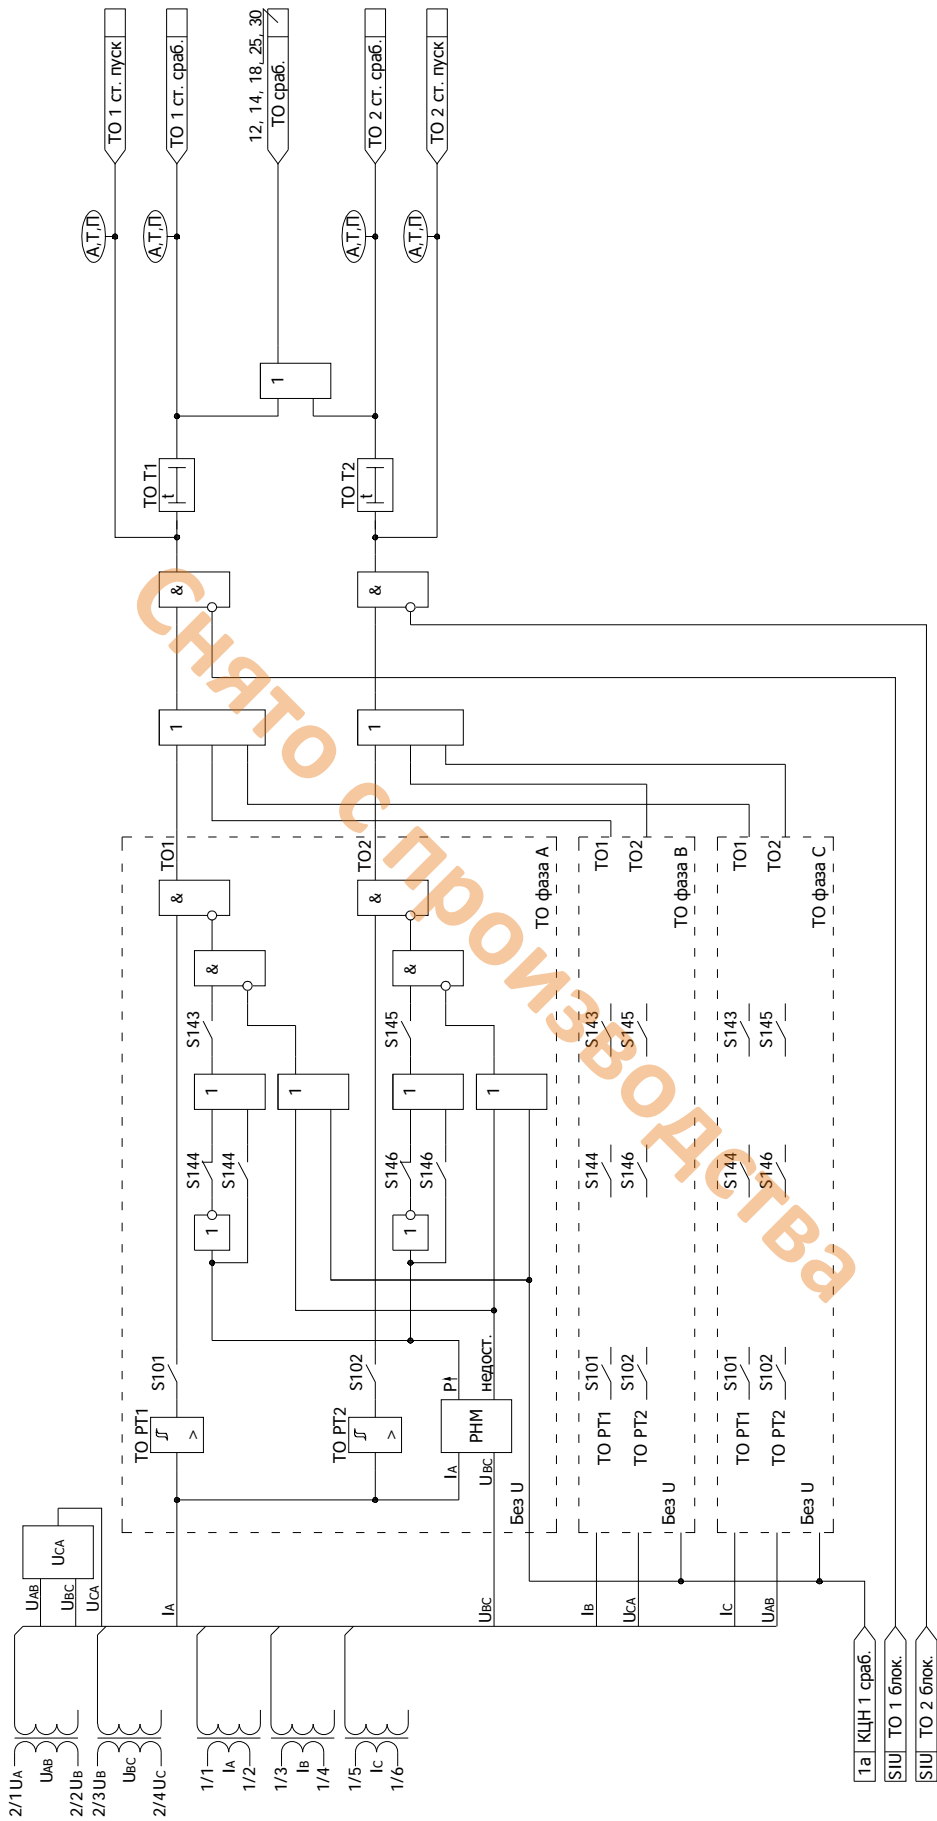 2/1 UA
UAB
2/2 UB
2/3 UB
UBC
2/4 UC
1/1
IA
1/2
1/3
IB
1/4
1/5
IC
1/6
UAB
UBC
UCA
UCA
IA
UBC
IB
UCA
IC
UAB
1а КЦН 1 сраб.
SIU ТО 1 блок.
SIU ТО 2 блок.
ТО РТ1
>
S101
ТО РТ2
>
S102
IA
UBC
РНМ
P
недост.
Без U
1
S144
S144
1
S143
&
1
&
ТО1
1
S146
S146
1
S145
&
1
&
ТО2
ТО фаза А
ТО РТ1
S101
ТО РТ2
S102
Без U
S144
S146
S143
S145
ТО1
ТО2
ТО фаза В
ТО РТ1
S101
ТО РТ2
S102
Без U
S144
S146
S143
S145
ТО1
ТО2
ТО фаза С
1
&
ТО Т1
t
1
&
ТО Т2
t
1
А,Т,П
ТО 1 ст. пуск
А,Т,П
ТО 1 ст. сраб.
12, 14, 18, 25, 30
ТО сраб.
А,Т,П
ТО 2 ст. сраб.
А,Т,П
ТО 2 ст. пуск
Снято с производства